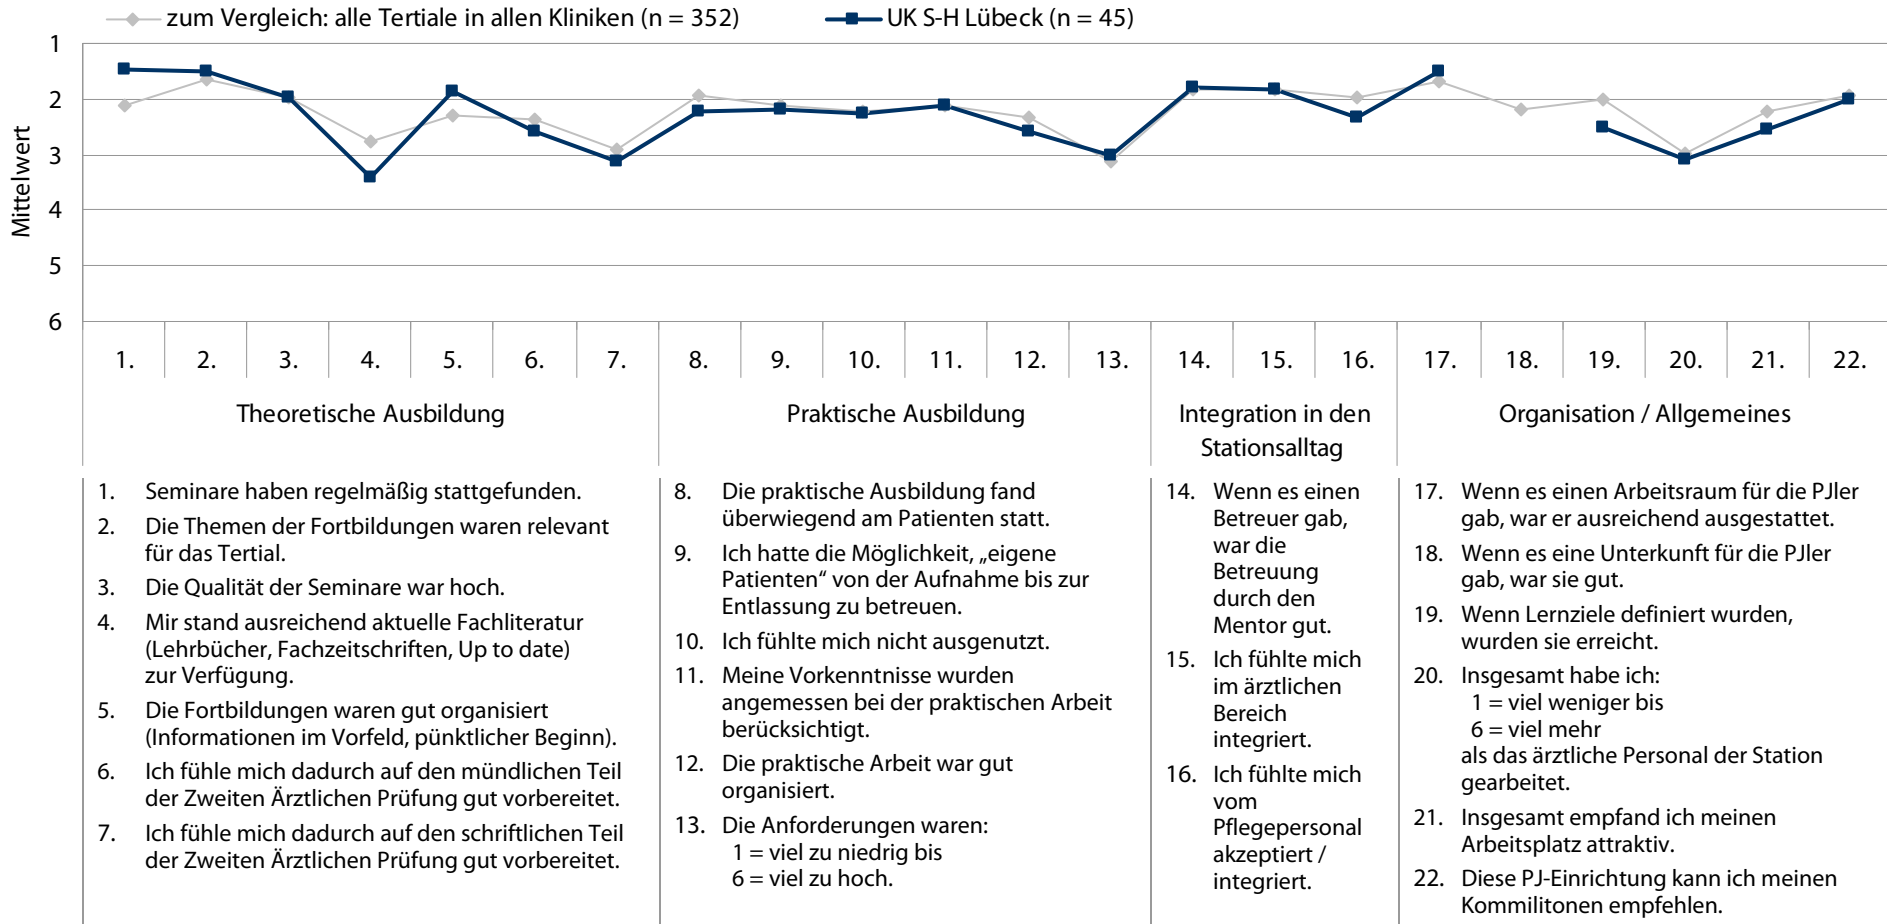 zum Vergleich: alle Tertiale in allen Kliniken (n = 352)
UK S-H Lübeck (n = 45)
Mittelwert
1
2
3
4
5
6
1. 2. 3. 4. 5. 6. 7. 8. 9. 10. 11. 12. 13. 14. 15. 16. 17. 18. 19. 20. 21. 22.
Theoretische Ausbildung
Praktische Ausbildung
Integration in den
Stationsalltag
Organisation / Allgemeines
1. Seminare haben regelmäßig stattgefunden.
2. Die Themen der Fortbildungen waren relevant
für das Tertial.
3. Die Qualität der Seminare war hoch.
4. Mir stand ausreichend aktuelle Fachliteratur
(Lehrbücher, Fachzeitschriften, Up to date)
zur Verfügung.
5. Die Fortbildungen waren gut organisiert
(Informationen im Vorfeld, pünktlicher Beginn).
6. Ich fühle mich dadurch auf den mündlichen Teil
der Zweiten Ärztlichen Prüfung gut vorbereitet.
7. Ich fühle mich dadurch auf den schriftlichen Teil
der Zweiten Ärztlichen Prüfung gut vorbereitet.
8. Die praktische Ausbildung fand
überwiegend am Patienten statt.
9. Ich hatte die Möglichkeit, „eigene
Patienten“ von der Aufnahme bis zur
Entlassung zu betreuen.
10. Ich fühlte mich nicht ausgenutzt.
11. Meine Vorkenntnisse wurden
angemessen bei der praktischen Arbeit
berücksichtigt.
12. Die praktische Arbeit war gut
organisiert.
13. Die Anforderungen waren:
1 = viel zu niedrig bis
6 = viel zu hoch.
14. Wenn es einen
Betreuer gab,
war die
Betreuung
durch den
Mentor gut.
15. Ich fühlte mich
im ärztlichen
Bereich
integriert.
16. Ich fühlte mich
vom
Pflegepersonal
akzeptiert /
integriert.
17. Wenn es einen Arbeitsraum für die PJler
gab, war er ausreichend ausgestattet.
18. Wenn es eine Unterkunft für die PJler
gab, war sie gut.
19. Wenn Lernziele definiert wurden,
wurden sie erreicht.
20. Insgesamt habe ich:
1 = viel weniger bis
6 = viel mehr
als das ärztliche Personal der Station
gearbeitet.
21. Insgesamt empfand ich meinen
Arbeitsplatz attraktiv.
22. Diese PJ-Einrichtung kann ich meinen
Kommilitonen empfehlen.